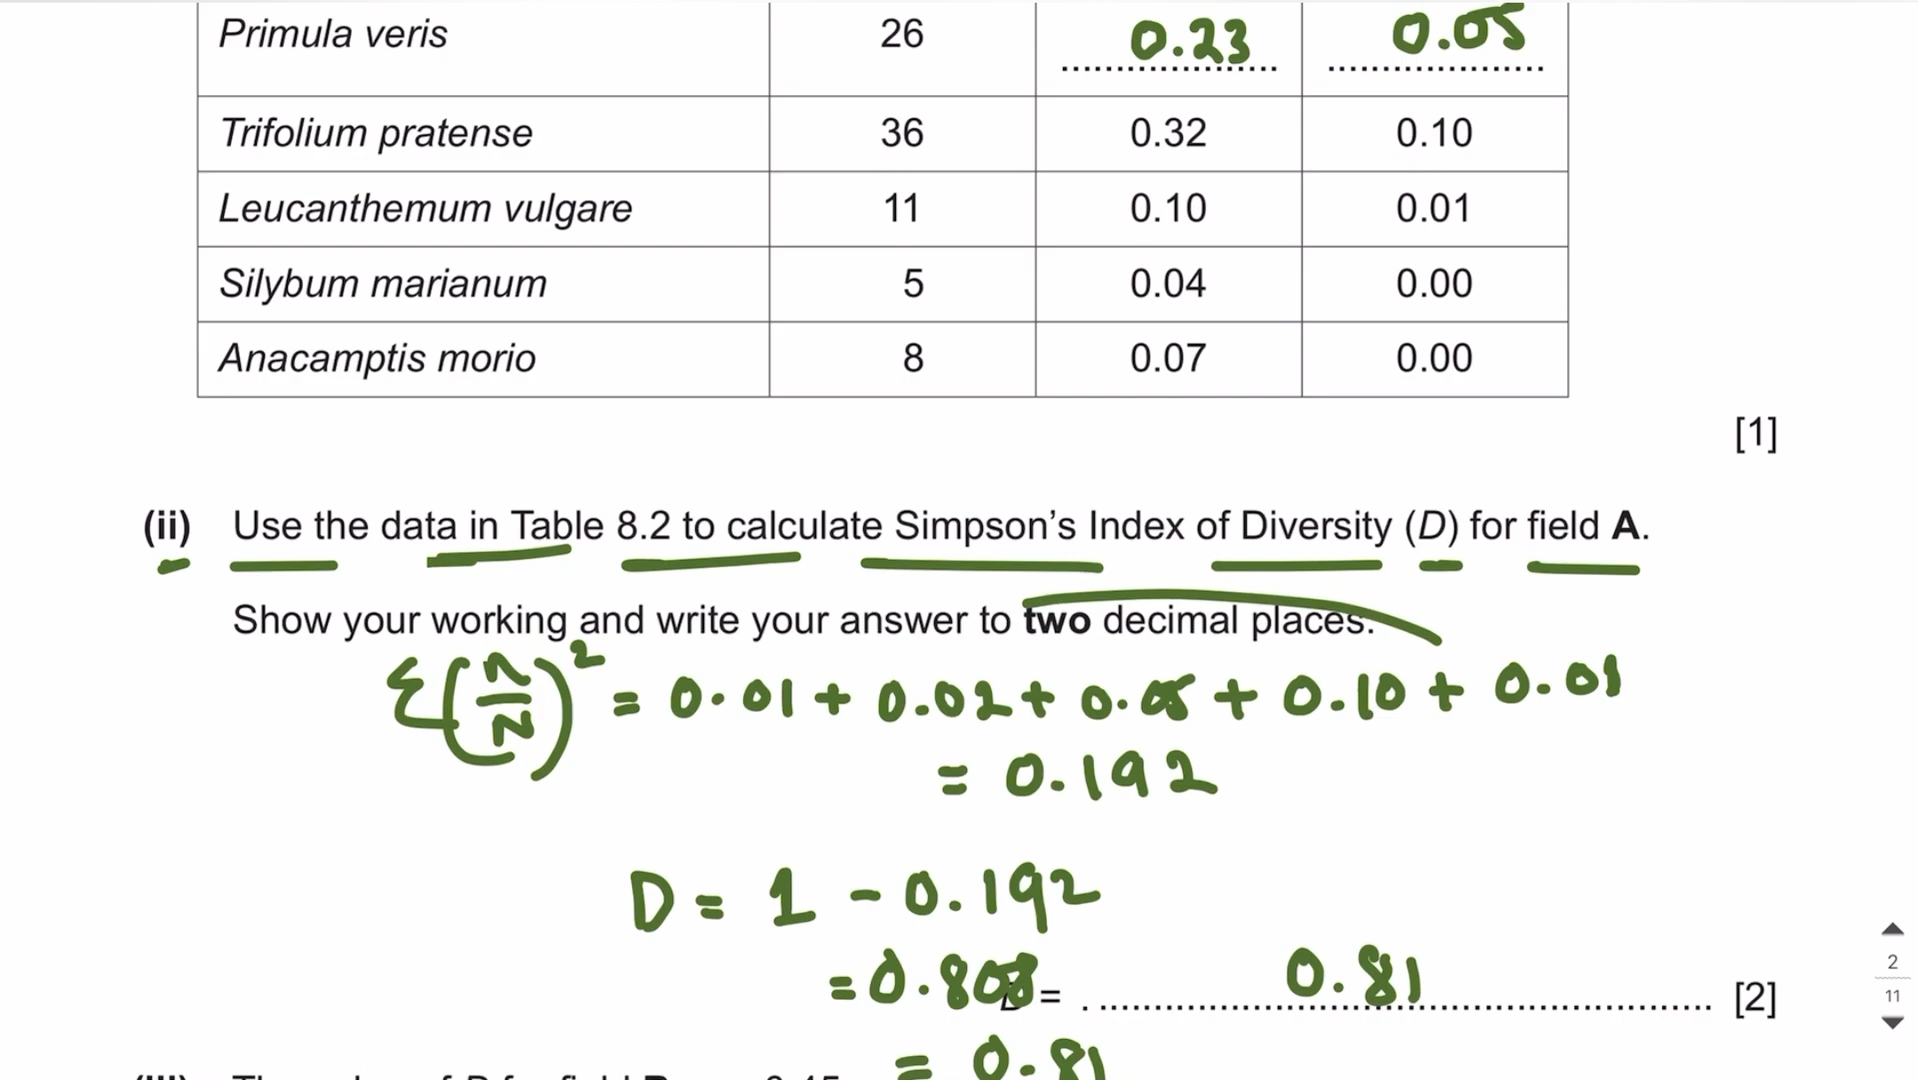 Primula veris 26 0.23 0.05
Trifolium pratense 36 0.32 0.10
Leucanthemum vulgare 11 0.10 0.01
Silybum marianum 5 0.04 0.00
Anacamptis morio 8 0.07 0.00
[1]
(ii) Use the data in Table 8.2 to calculate Simpson's Index of Diversity (D) for field A.
Show your working and write your answer to two decimal places.
Σ(n/N)² = 0.01 + 0.02 + 0.05 + 0.10 + 0.01
= 0.192
D = 1 - 0.192
= 0.808
D = 0.81 [2]
= 0.81
2
11